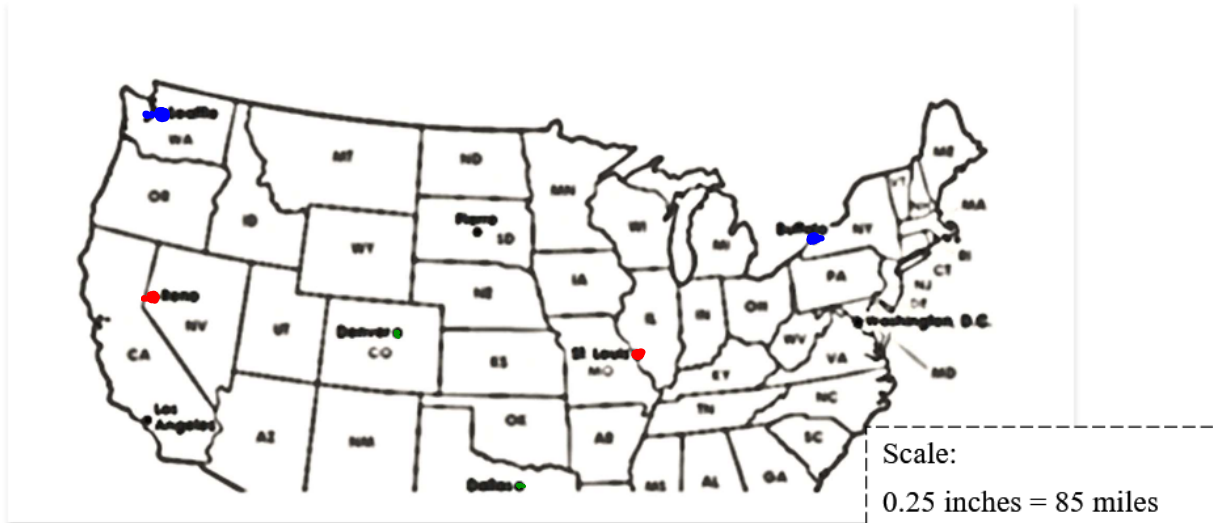 Seattle
WA
MT
ND
ME
MN
VT
OR
ID
NH
MA
Pierre
SD
WI
Buffalo
NY
WY
MI
RI
CT
PA
IA
NJ
NE
DE
Reno
OH
NV
UT
Denver
CO
IL
IN
Washington, D.C.
WV
CA
St. Louis
MO
VA
KS
KY
MD
Los
Angeles
NC
TN
OK
AZ
NM
AR
SC
Dallas
MS
AL
GA
Scale:
0.25 inches = 85 miles